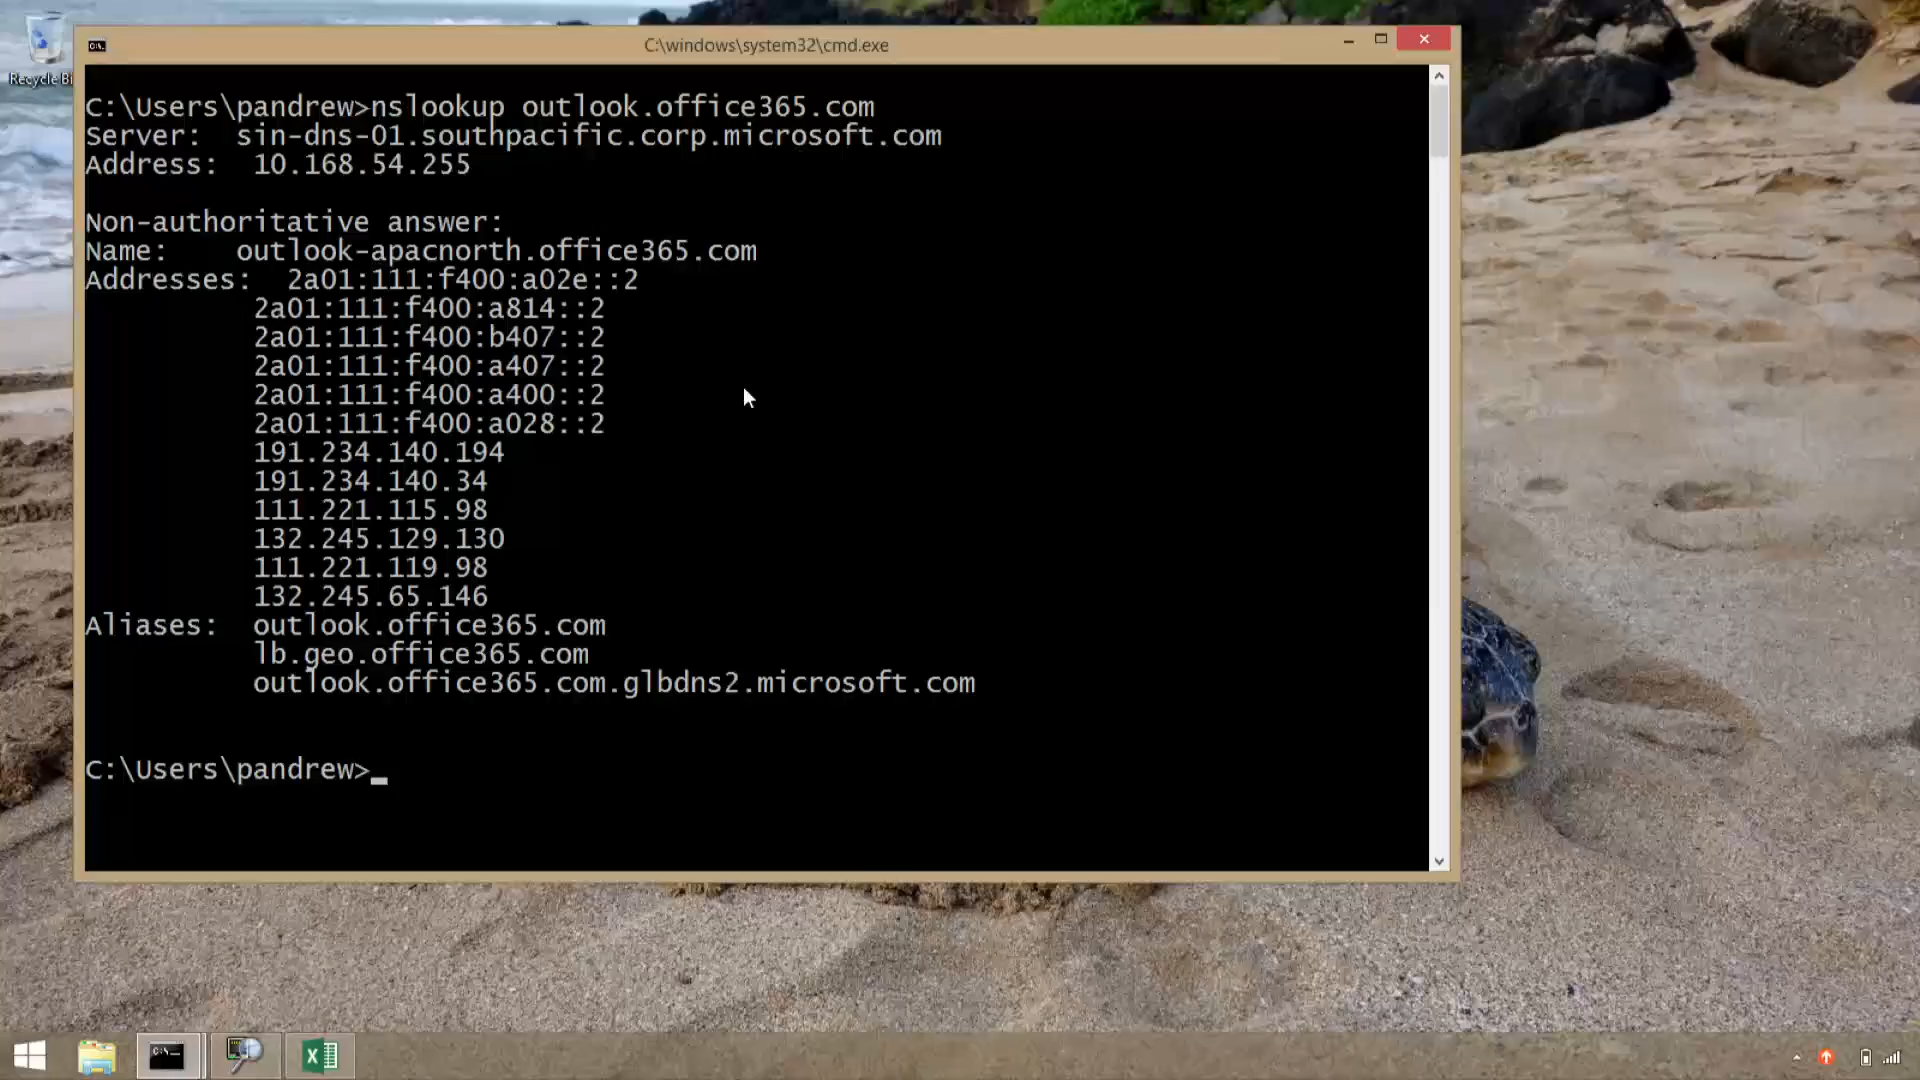 C:\windows\system32\cmd.exe
Recycle Bi
C:\Users\pandrew>nslookup outlook.office365.com
Server:  sin-dns-01.southpacific.corp.microsoft.com
Address:  10.168.54.255
Non-authoritative answer:
Name:    outlook-apacnorth.office365.com
Addresses:  2a01:111:f400:a02e::2
2a01:111:f400:a814::2
2a01:111:f400:b407::2
2a01:111:f400:a407::2
2a01:111:f400:a400::2
2a01:111:f400:a028::2
191.234.140.194
191.234.140.34
111.221.115.98
132.245.129.130
111.221.119.98
132.245.65.146
Aliases:  outlook.office365.com
lb.geo.office365.com
outlook.office365.com.glbdns2.microsoft.com
C:\Users\pandrew>